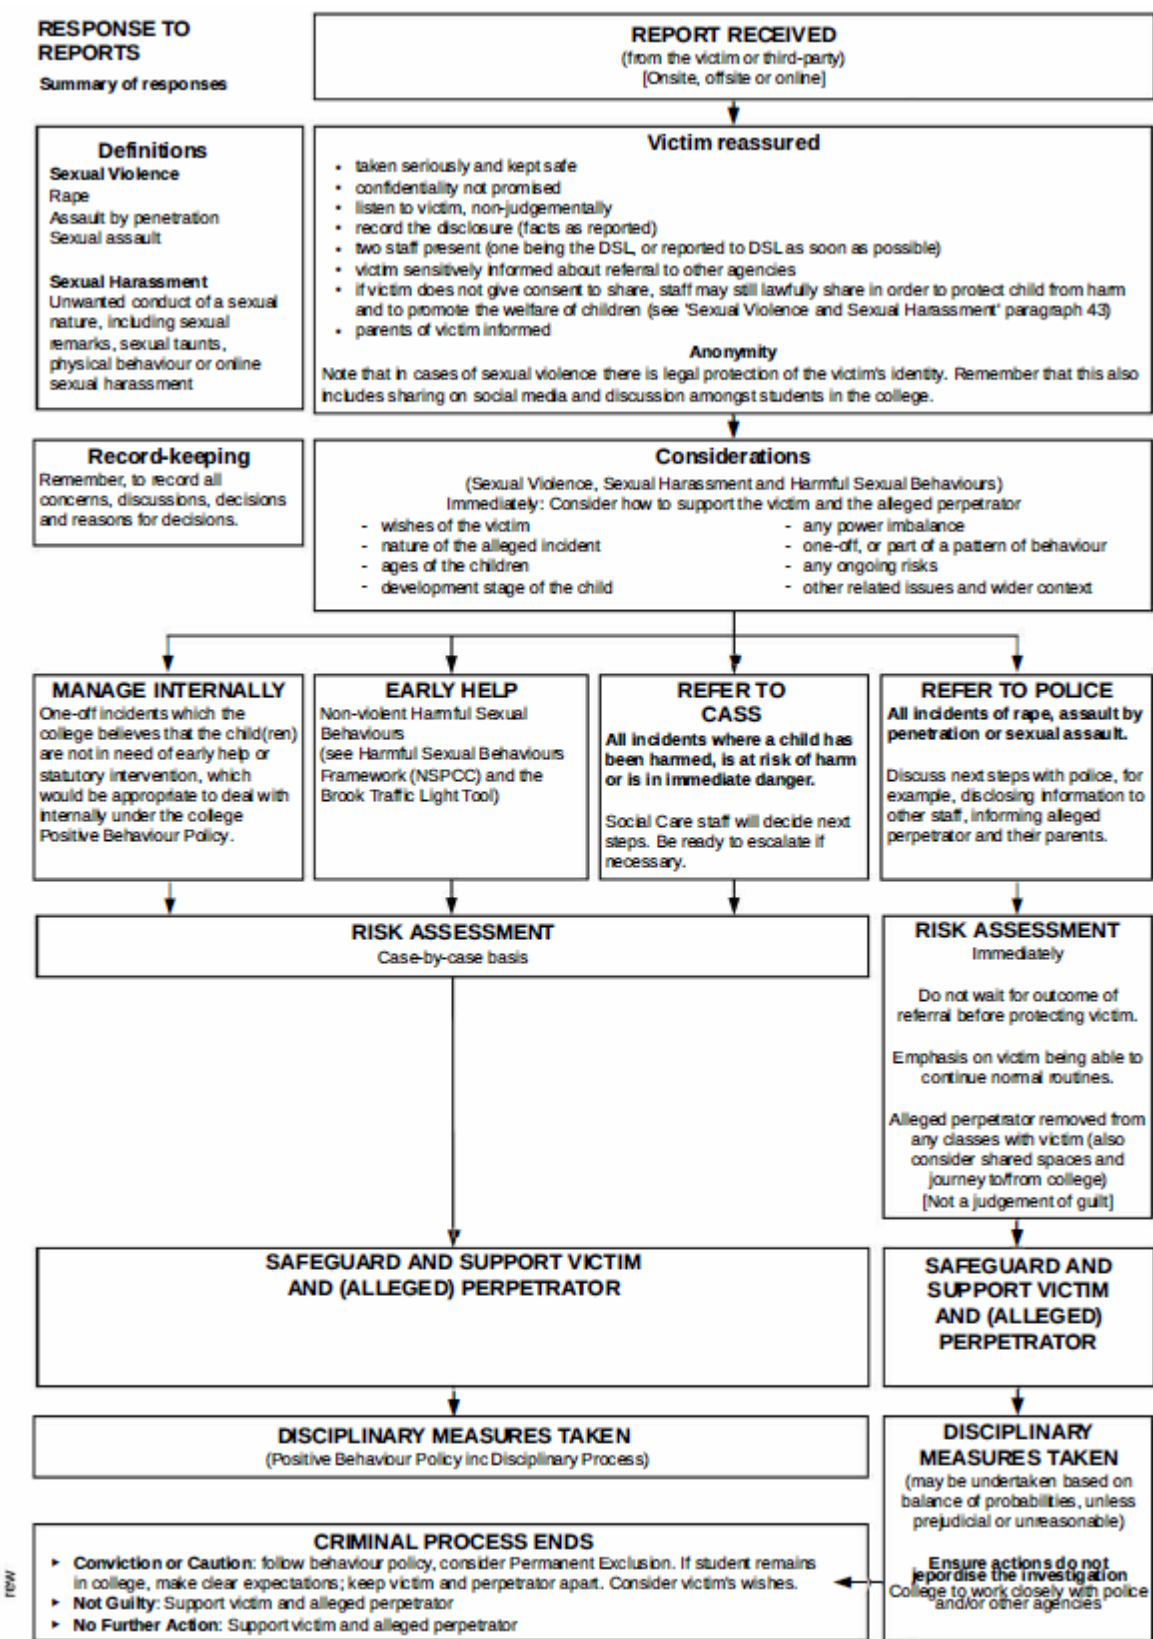 RESPONSE TO
REPORTS
Summary of responses
REPORT RECEIVED
(from the victim or third-party)
[Onsite, offsite or online]
Definitions
Sexual Violence
Rape
Assault by penetration
Sexual assault
Sexual Harassment
Unwanted conduct of a sexual
nature, including sexual
remarks, sexual taunts,
physical behaviour or online
sexual harassment
Victim reassured
• taken seriously and kept safe
• confidentiality not promised
• listen to victim, non-judgementally
• record the disclosure (facts as reported)
• two staff present (one being the DSL, or reported to DSL as soon as possible)
• victim sensitively informed about referral to other agencies
• if victim does not give consent to share, staff may still lawfully share in order to protect child from harm
and to promote the welfare of children (see 'Sexual Violence and Sexual Harassment' paragraph 43)
• parents of victim informed
Anonymity
Note that in cases of sexual violence there is legal protection of the victim's identity. Remember that this also
includes sharing on social media and discussion amongst students in the college.
Record-keeping
Remember, to record all
concerns, discussions, decisions
and reasons for decisions.
Considerations
(Sexual Violence, Sexual Harassment and Harmful Sexual Behaviours)
Immediately: Consider how to support the victim and the alleged perpetrator
- wishes of the victim
- nature of the alleged incident
- ages of the children
- development stage of the child
- any power imbalance
- one-off, or part of a pattern of behaviour
- any ongoing risks
- other related issues and wider context
MANAGE INTERNALLY
One-off incidents which the
college believes that the child(ren)
are not in need of early help or
statutory intervention, which
would be appropriate to deal with
internally under the college
Positive Behaviour Policy.
EARLY HELP
Non-violent Harmful Sexual
Behaviours
(see Harmful Sexual Behaviours
Framework (NSPCC) and the
Brook Traffic Light Tool)
REFER TO
CASS
All incidents where a child has
been harmed, is at risk of harm
or is in immediate danger.
Social Care staff will decide next
steps. Be ready to escalate if
necessary.
REFER TO POLICE
All incidents of rape, assault by
penetration or sexual assault.
Discuss next steps with police, for
example, disclosing information to
other staff, informing alleged
perpetrator and their parents.
RISK ASSESSMENT
Case-by-case basis
RISK ASSESSMENT
Immediately
Do not wait for outcome of
referral before protecting victim.
Emphasis on victim being able to
continue normal routines.
Alleged perpetrator removed from
any classes with victim (also
consider shared spaces and
journey to/from college)
[Not a judgement of guilt]
SAFEGUARD AND SUPPORT VICTIM
AND (ALLEGED) PERPETRATOR
SAFEGUARD AND
SUPPORT VICTIM
AND (ALLEGED)
PERPETRATOR
DISCIPLINARY MEASURES TAKEN
(Positive Behaviour Policy inc Disciplinary Process)
DISCIPLINARY
MEASURES TAKEN
(may be undertaken based on
balance of probabilities, unless
prejudicial or unreasonable)
Ensure actions do not
jepordise the investigation
College to work closely with police
and/or other agencies
CRIMINAL PROCESS ENDS
► Conviction or Caution: follow behaviour policy, consider Permanent Exclusion. If student remains
in college, make clear expectations; keep victim and perpetrator apart. Consider victim's wishes.
► Not Guilty: Support victim and alleged perpetrator
► No Further Action: Support victim and alleged perpetrator
rew